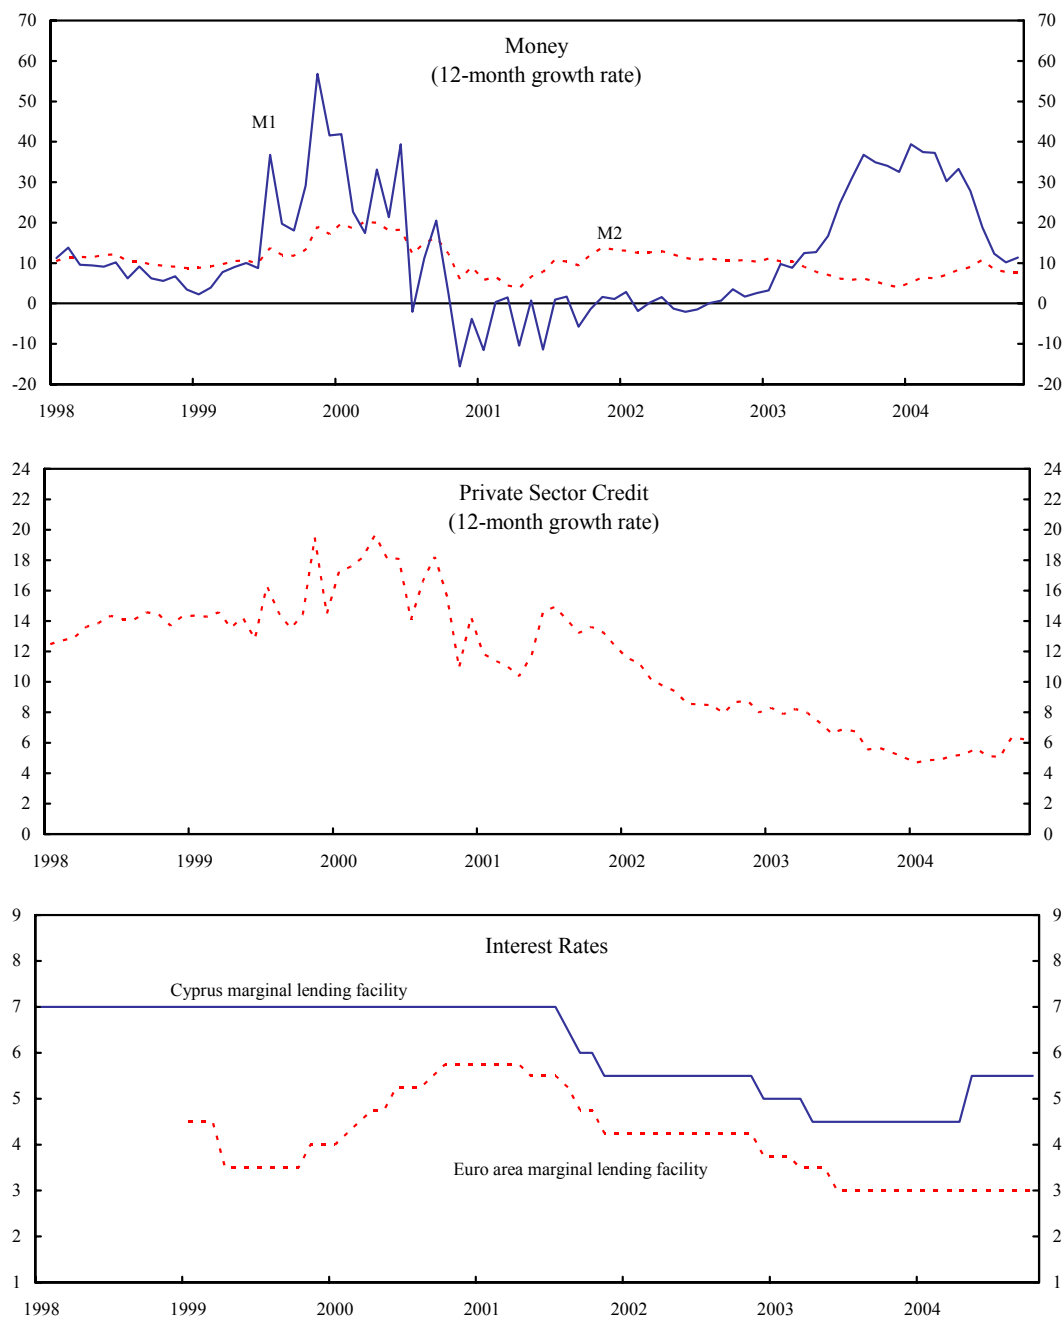 Money
(12-month growth rate)
M1
M2
70 70
60 60
50 50
40 40
30 30
20 20
10 10
0 0
-10 -10
-20 -20
1998 1999 2000 2001 2002 2003 2004
Private Sector Credit
(12-month growth rate)
24 24
22 22
20 20
18 18
16 16
14 14
12 12
10 10
8 8
6 6
4 4
2 2
0 0
1998 1999 2000 2001 2002 2003 2004
Interest Rates
Cyprus marginal lending facility
Euro area marginal lending facility
9 9
8 8
7 7
6 6
5 5
4 4
3 3
2 2
1 1
1998 1999 2000 2001 2002 2003 2004